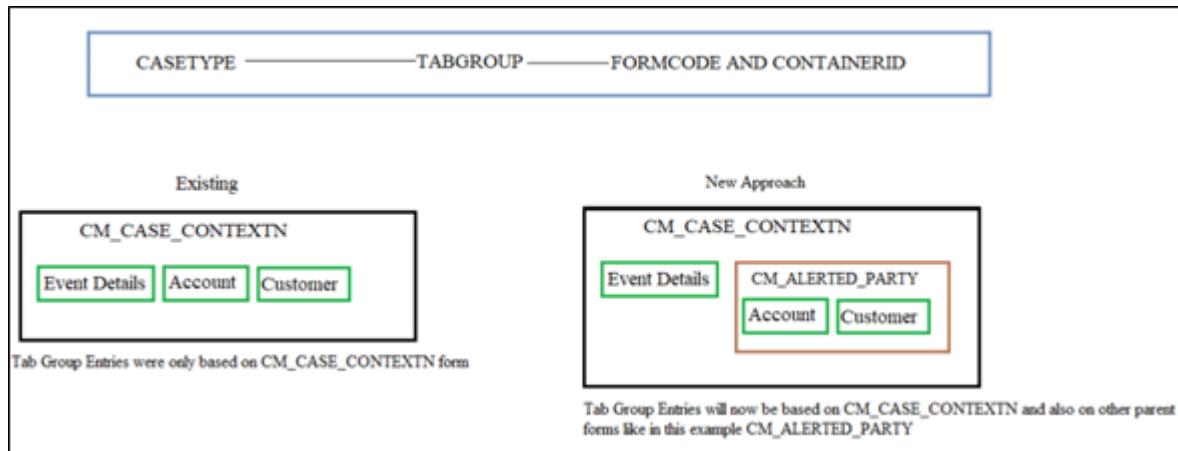 CASETYPE TABGROUP FORMCODE AND CONTAINERID
Existing
CM_CASE_CONTEXTN
Event Details Account Customer
Tab Group Entries were only based on CM_CASE_CONTEXTN form
New Approach
CM_CASE_CONTEXTN
Event Details
CM_ALERTED_PARTY
Account Customer
Tab Group Entries will now be based on CM_CASE_CONTEXTN and also on other parent
forms like in this example CM_ALERTED_PARTY